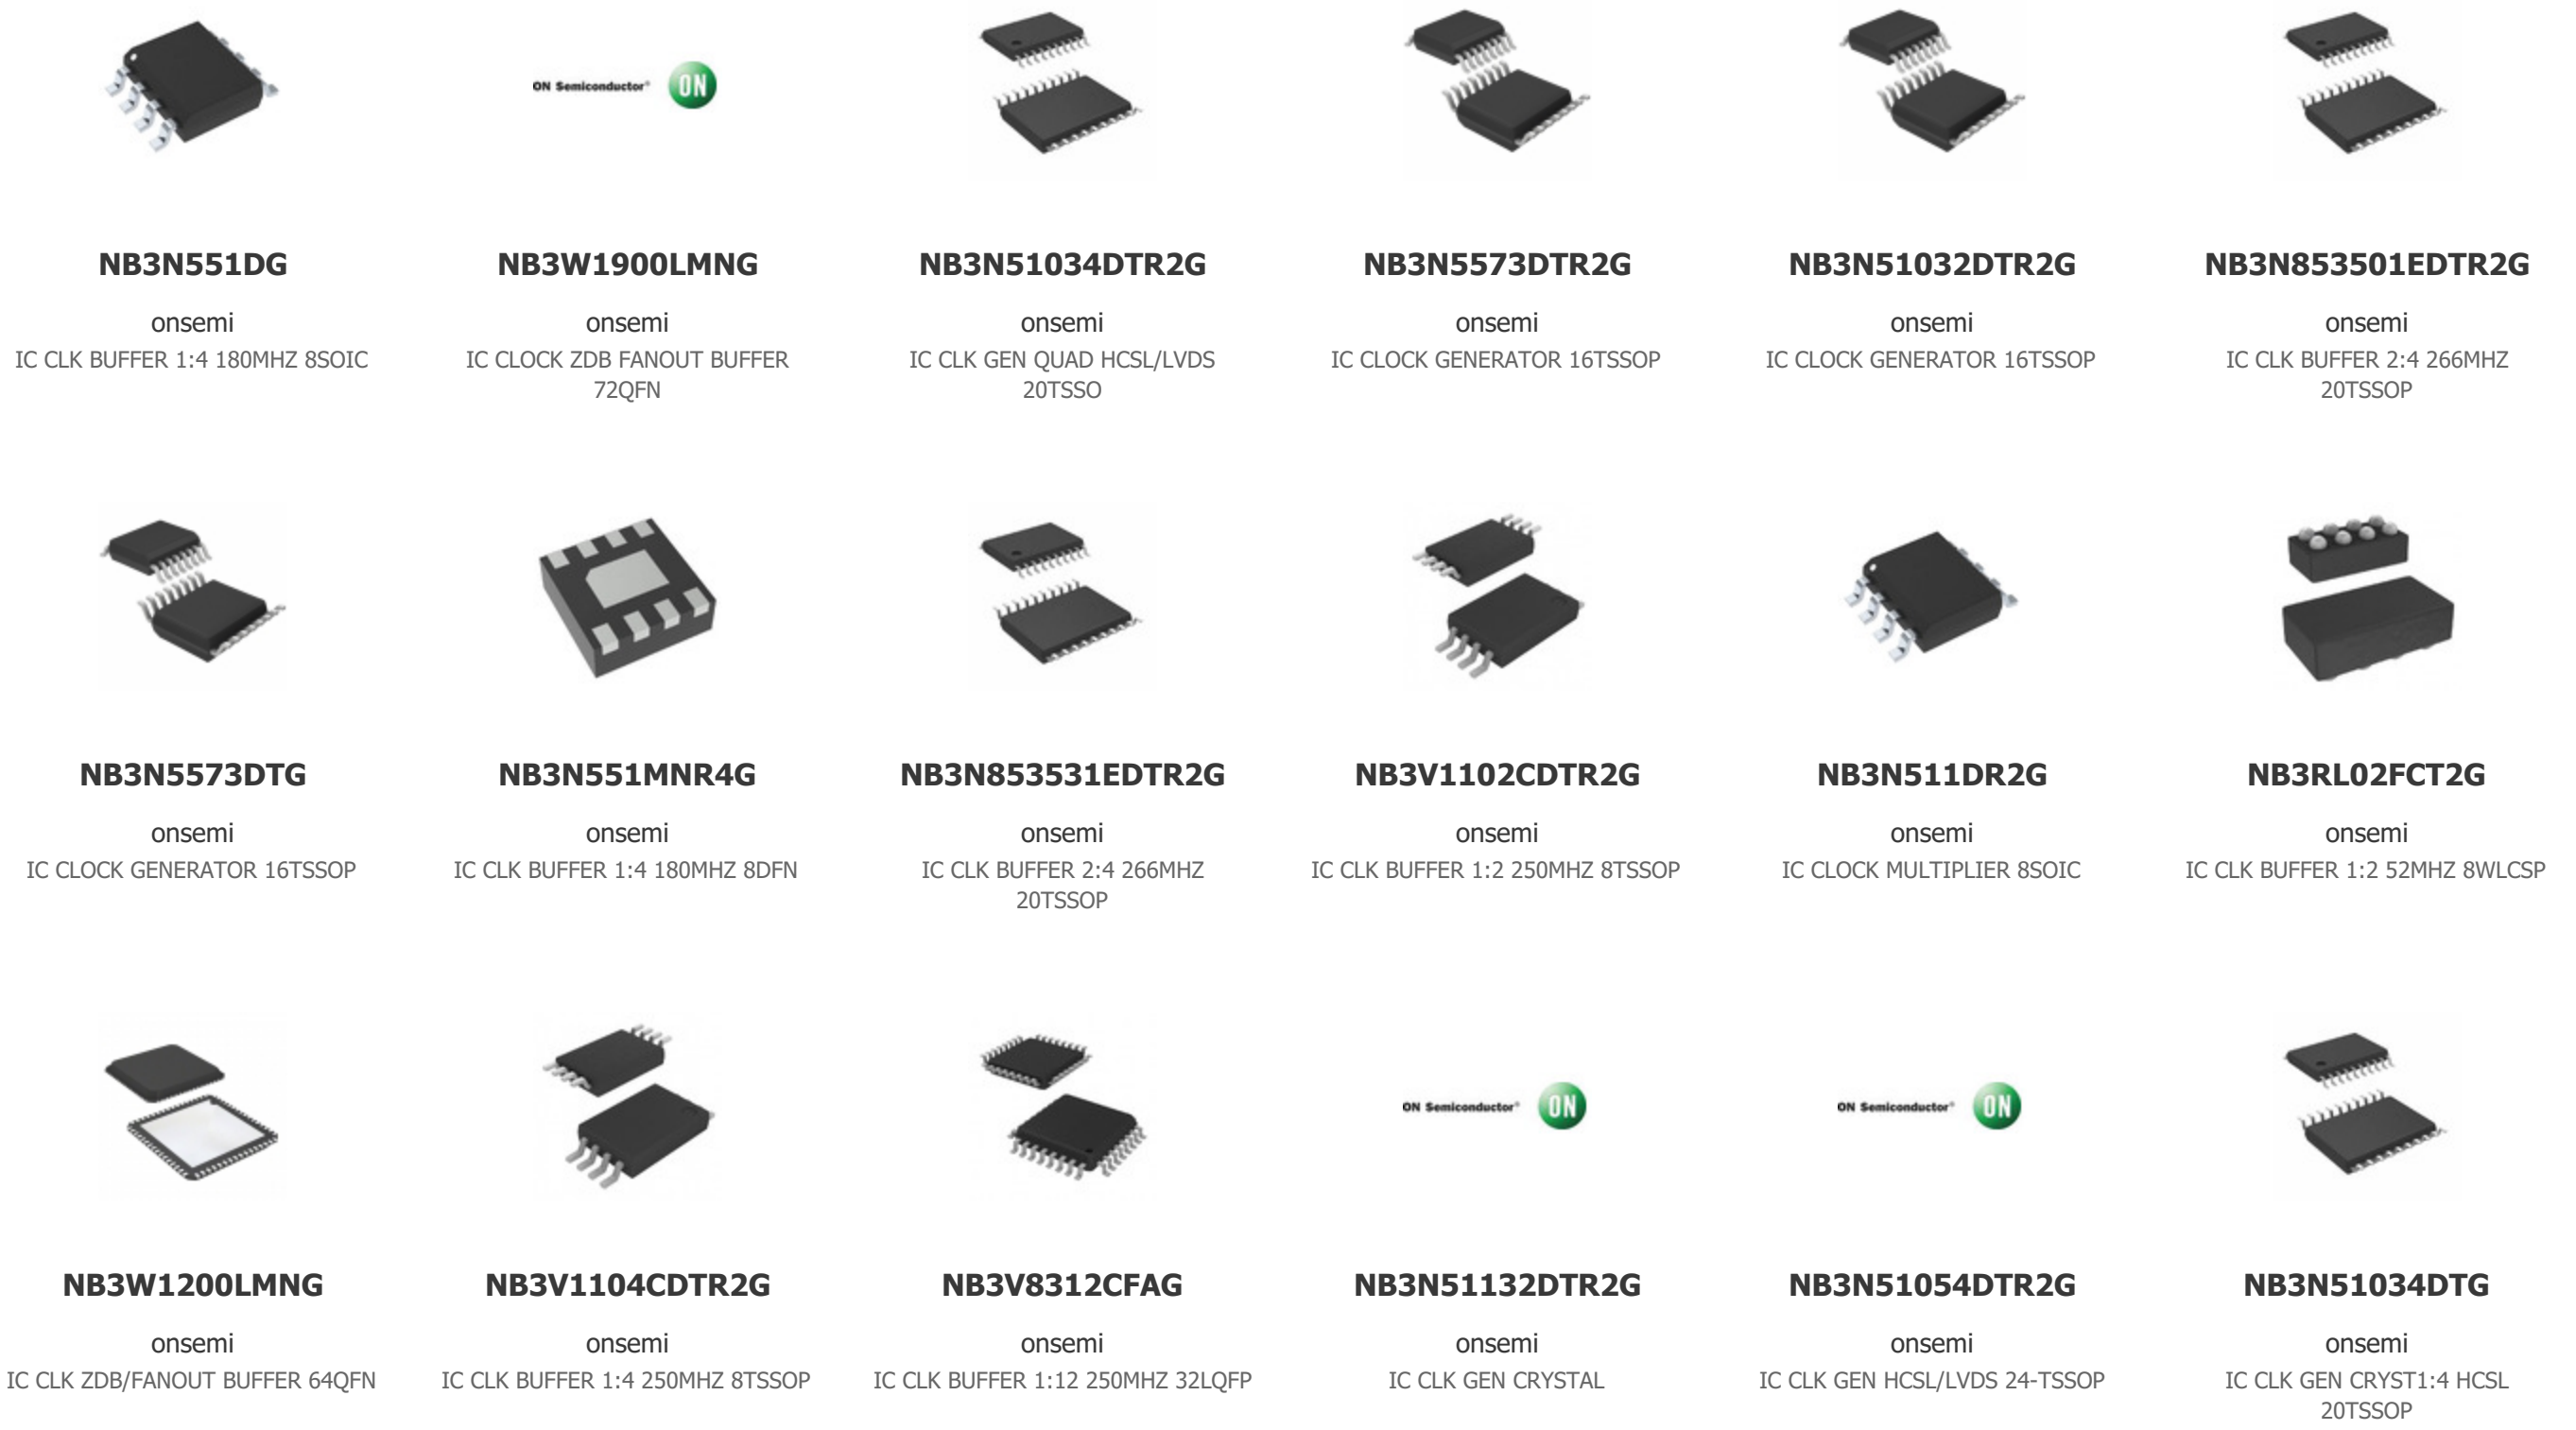 ON Semiconductor® ON
NB3N551DG
onsemi
IC CLK BUFFER 1:4 180MHZ 8SOIC
NB3W1900LMNG
onsemi
IC CLOCK ZDB FANOUT BUFFER
72QFN
NB3N51034DTR2G
onsemi
IC CLK GEN QUAD HCSL/LVDS
20TSSO
NB3N5573DTR2G
onsemi
IC CLOCK GENERATOR 16TSSOP
NB3N51032DTR2G
onsemi
IC CLOCK GENERATOR 16TSSOP
NB3N853501EDTR2G
onsemi
IC CLK BUFFER 2:4 266MHZ
20TSSOP
NB3N5573DTG
onsemi
IC CLOCK GENERATOR 16TSSOP
NB3N551MNR4G
onsemi
IC CLK BUFFER 1:4 180MHZ 8DFN
NB3N853531EDTR2G
onsemi
IC CLK BUFFER 2:4 266MHZ
20TSSOP
NB3V1102CDTR2G
onsemi
IC CLK BUFFER 1:2 250MHZ 8TSSOP
NB3N511DR2G
onsemi
IC CLOCK MULTIPLIER 8SOIC
NB3RL02FCT2G
onsemi
IC CLK BUFFER 1:2 52MHZ 8WLCSP
NB3W1200LMNG
onsemi
IC CLK ZDB/FANOUT BUFFER 64QFN
NB3V1104CDTR2G
onsemi
IC CLK BUFFER 1:4 250MHZ 8TSSOP
NB3V8312CFAG
onsemi
IC CLK BUFFER 1:12 250MHZ 32LQFP
ON Semiconductor® ON
NB3N51132DTR2G
onsemi
IC CLK GEN CRYSTAL
ON Semiconductor® ON
NB3N51054DTR2G
onsemi
IC CLK GEN HCSL/LVDS 24-TSSOP
NB3N51034DTG
onsemi
IC CLK GEN CRYST1:4 HCSL
20TSSOP